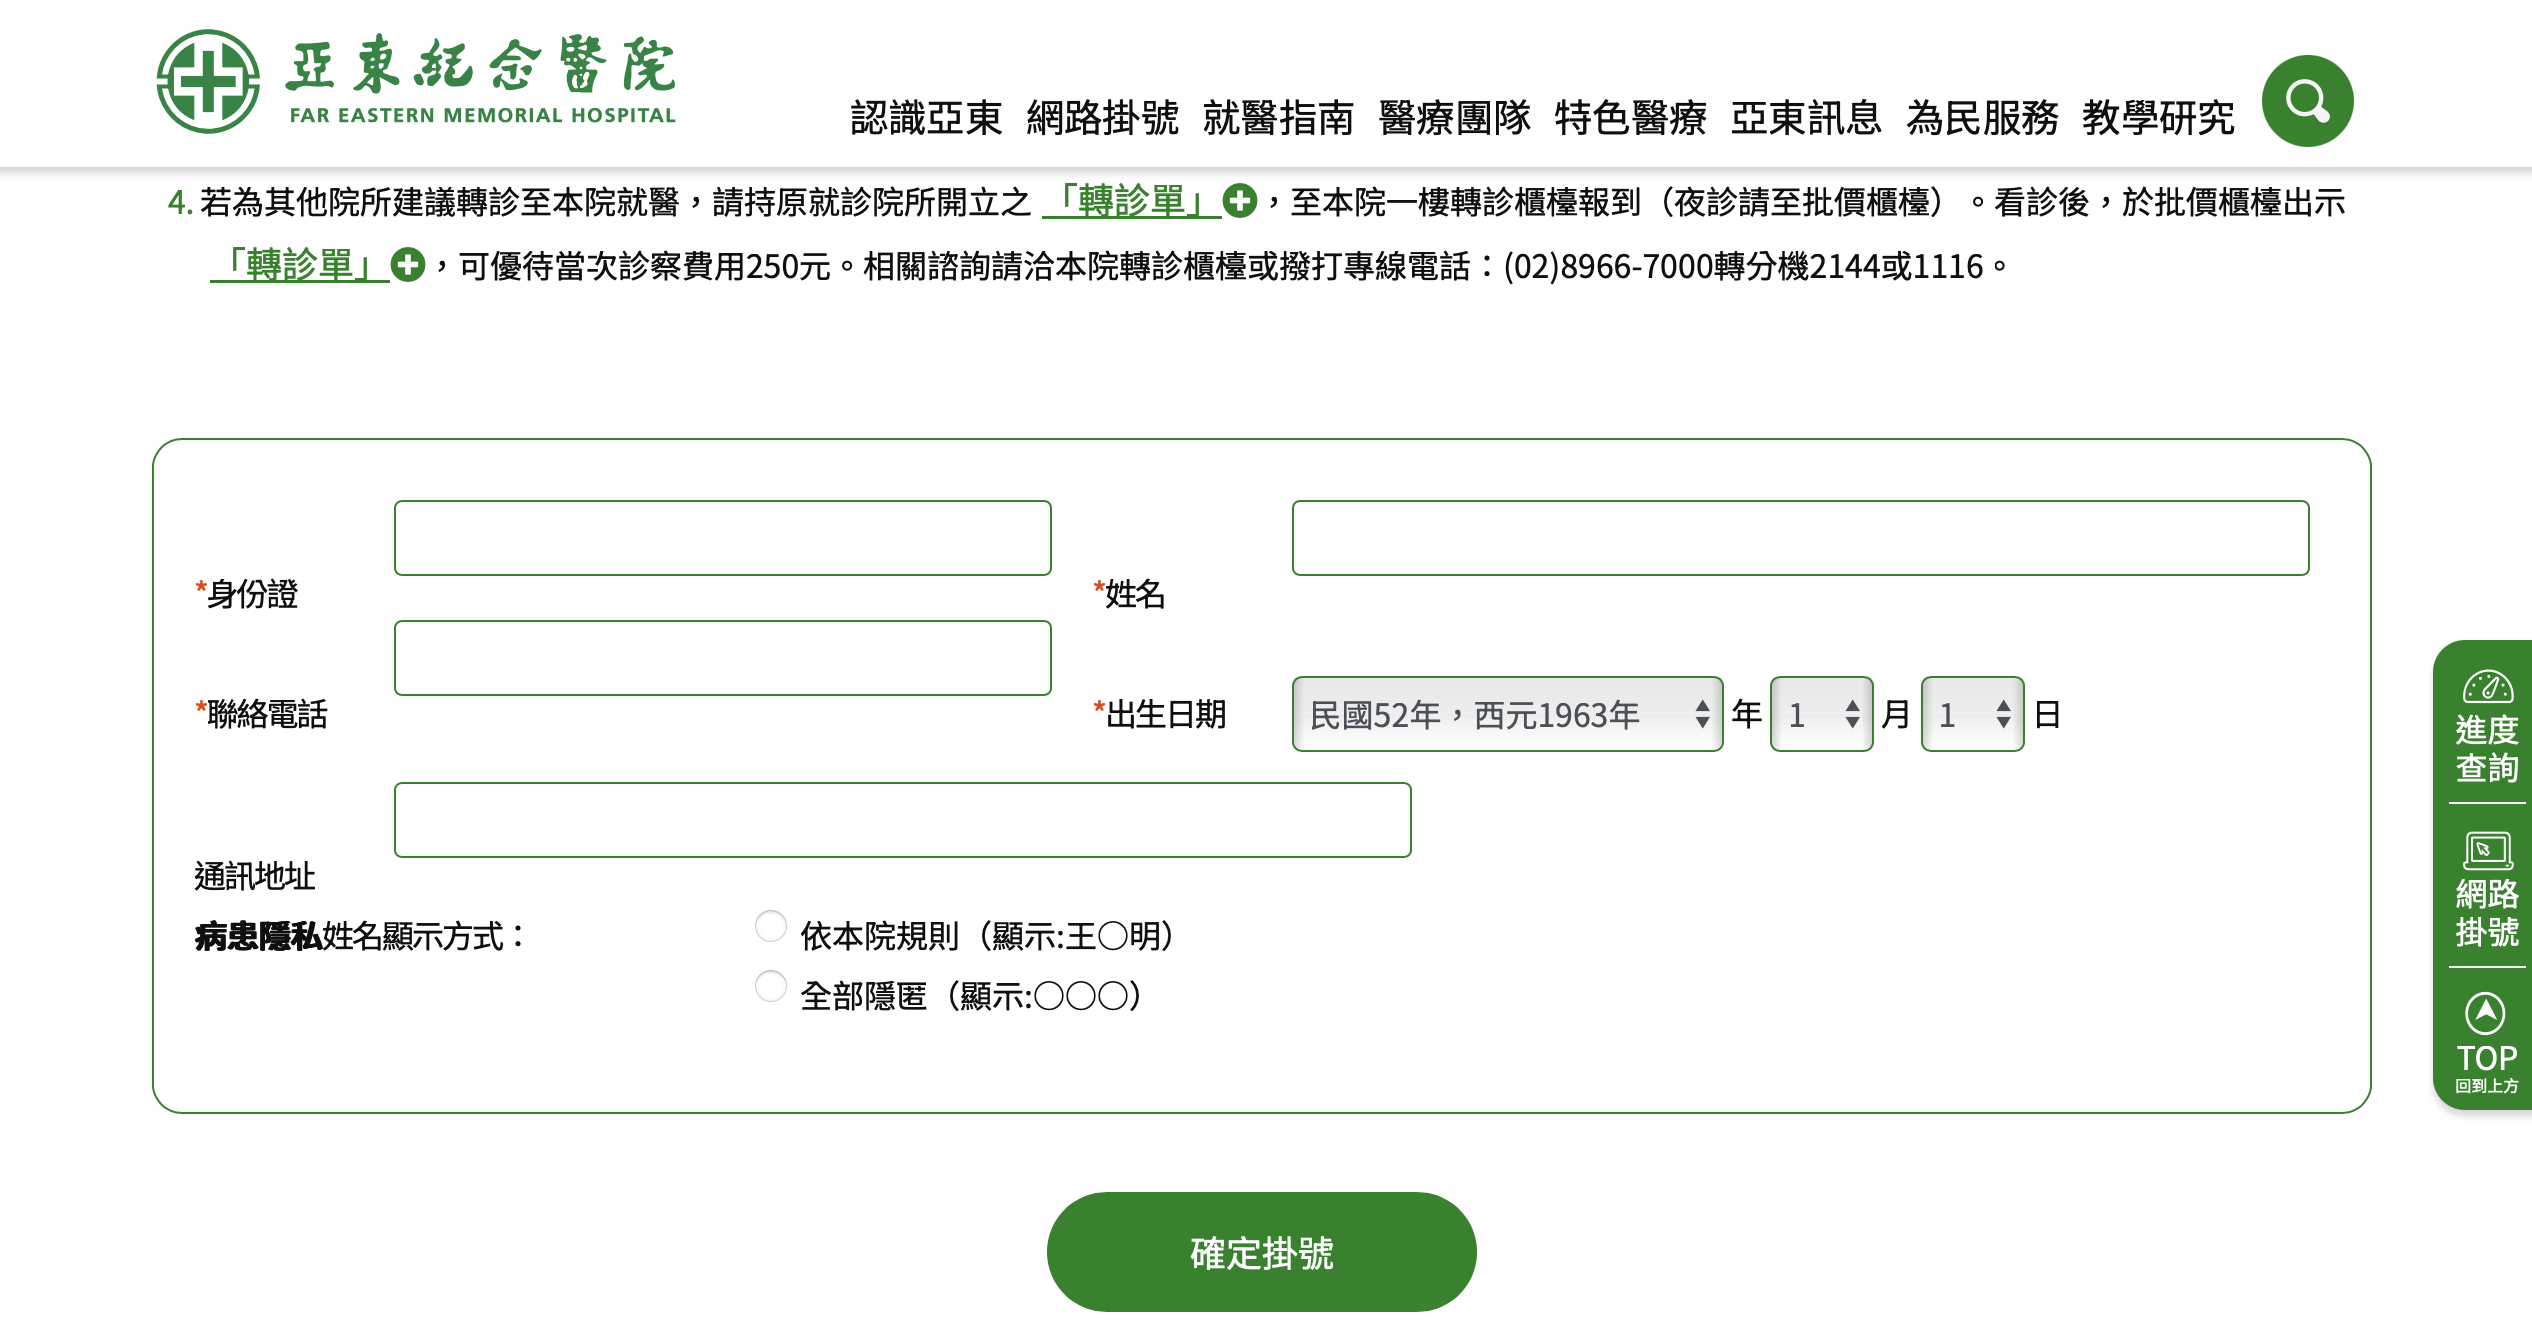 亞東紀念醫院
FAR EASTERN MEMORIAL HOSPITAL
認識亞東 網路掛號 就醫指南 醫療團隊 特色醫療 亞東訊息 為民服務 教學研究
4. 若為其他院所建議轉診至本院就醫，請持原就診院所開立之「轉診單」，至本院一樓轉診櫃檯報到（夜診請至批價櫃檯）。看診後，於批價櫃檯出示
「轉診單」，可優待當次診察費用250元。相關諮詢請洽本院轉診櫃檯或撥打專線電話：(02)8966-7000轉分機2144或1116。
*身份證
*姓名
*聯絡電話
*出生日期 民國52年，西元1963年 年 1 月 1 日
通訊地址
病患隱私姓名顯示方式：
依本院規則（顯示:王〇明）
全部隱匿（顯示:〇〇〇）
確定掛號
進度
查詢
網路
掛號
TOP
回到上方